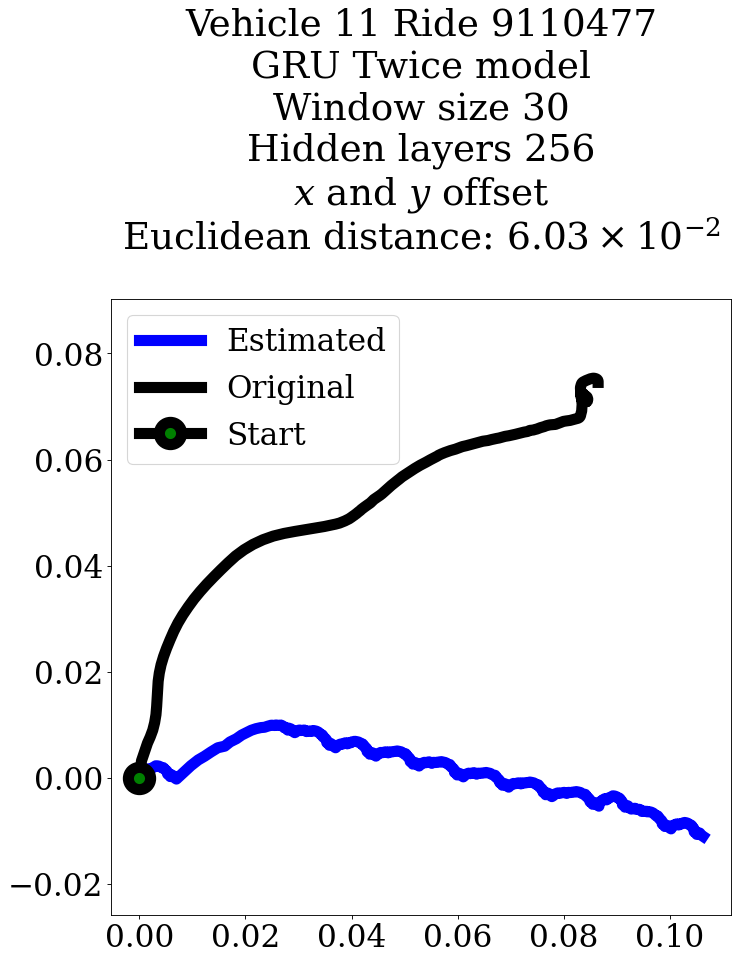 Vehicle 11 Ride 9110477
GRU Twice model
Window size 30
Hidden layers 256
x and y offset
Euclidean distance: 6.03 × 10⁻²
Estimated
Original
Start
0.08
0.06
0.04
0.02
0.00
−0.02
0.00 0.02 0.04 0.06 0.08 0.10